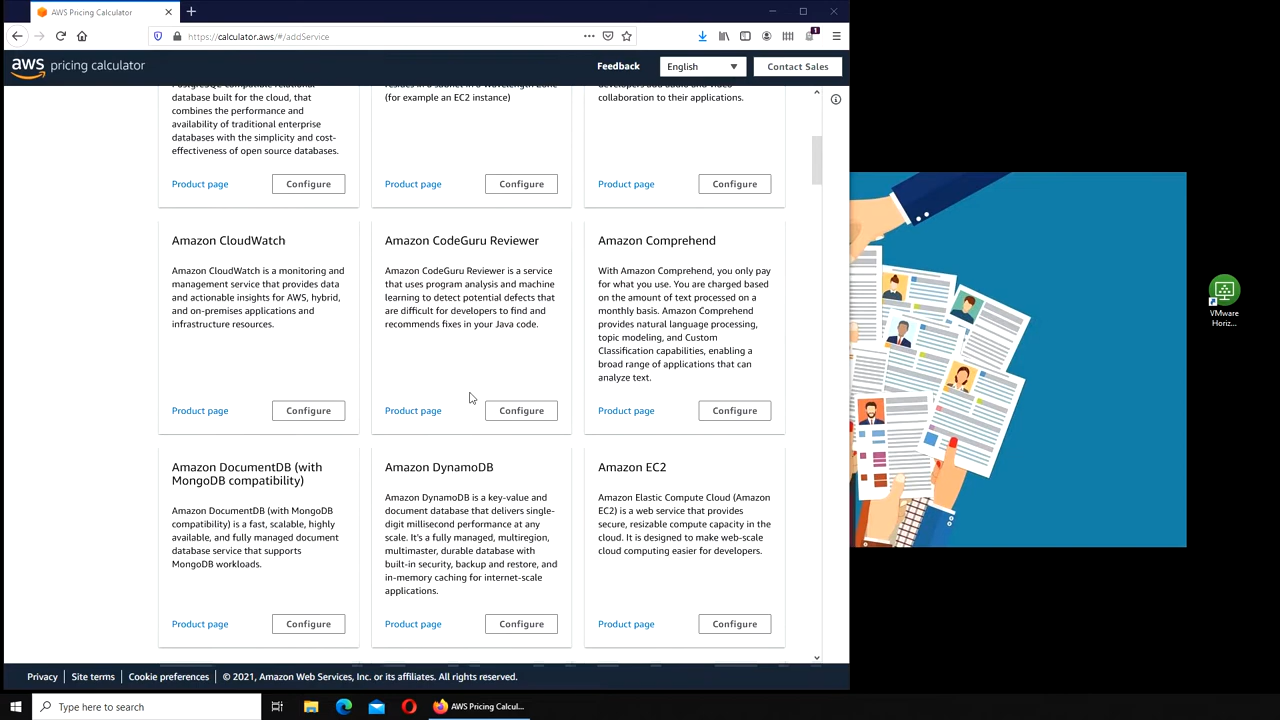 AWS Pricing Calculator
https://calculator.aws/#/addService
1
aws pricing calculator
Feedback
English
Contact Sales
PostgreSQL-compatible relational
database built for the cloud, that
combines the performance and
availability of traditional enterprise
databases with the simplicity and cost-
effectiveness of open source databases.
Product page
Configure
resides in a subnet in a Wavelength Zone
(for example an EC2 instance)
Product page
Configure
developers add audio and video
collaboration to their applications.
Product page
Configure
Amazon CloudWatch
Amazon CloudWatch is a monitoring and
management service that provides data
and actionable insights for AWS, hybrid,
and on-premises applications and
infrastructure resources.
Product page
Configure
Amazon CodeGuru Reviewer
Amazon CodeGuru Reviewer is a service
that uses program analysis and machine
learning to detect potential defects that
are difficult for developers to find and
recommends fixes in your Java code.
Product page
Configure
Amazon Comprehend
With Amazon Comprehend, you only pay
for what you use. You are charged based
on the amount of text processed on a
monthly basis. Amazon Comprehend
provides natural language processing,
topic modeling, and Custom
Classification capabilities, enabling a
broad range of applications that can
analyze text.
Product page
Configure
Amazon DocumentDB (with
MongoDB compatibility)
Amazon DocumentDB (with MongoDB
compatibility) is a fast, scalable, highly
available, and fully managed document
database service that supports
MongoDB workloads.
Product page
Configure
Amazon DynamoDB
Amazon DynamoDB is a key-value and
document database that delivers single-
digit millisecond performance at any
scale. It's a fully managed, multiregion,
multimaster, durable database with
built-in security, backup and restore, and
in-memory caching for internet-scale
applications.
Product page
Configure
Amazon EC2
Amazon Elastic Compute Cloud (Amazon
EC2) is a web service that provides
secure, resizable compute capacity in the
cloud. It is designed to make web-scale
cloud computing easier for developers.
Product page
Configure
Privacy
Site terms
Cookie preferences
© 2021, Amazon Web Services, Inc. or its affiliates. All rights reserved.
VMware
Horiz...
Type here to search
AWS Pricing Calcul...